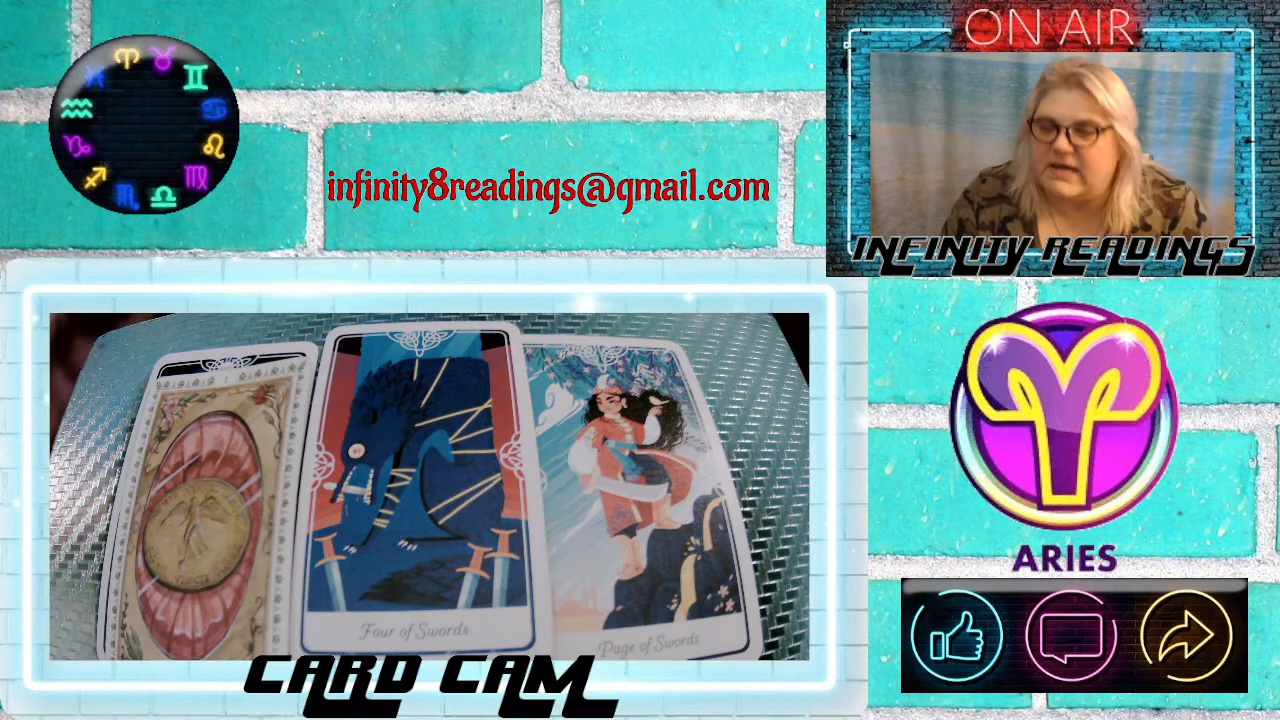 ON AIR
infinity8readings@gmail.com
INFINITY READINGS
Four of Swords
Page of Swords
ARIES
CARD CAM